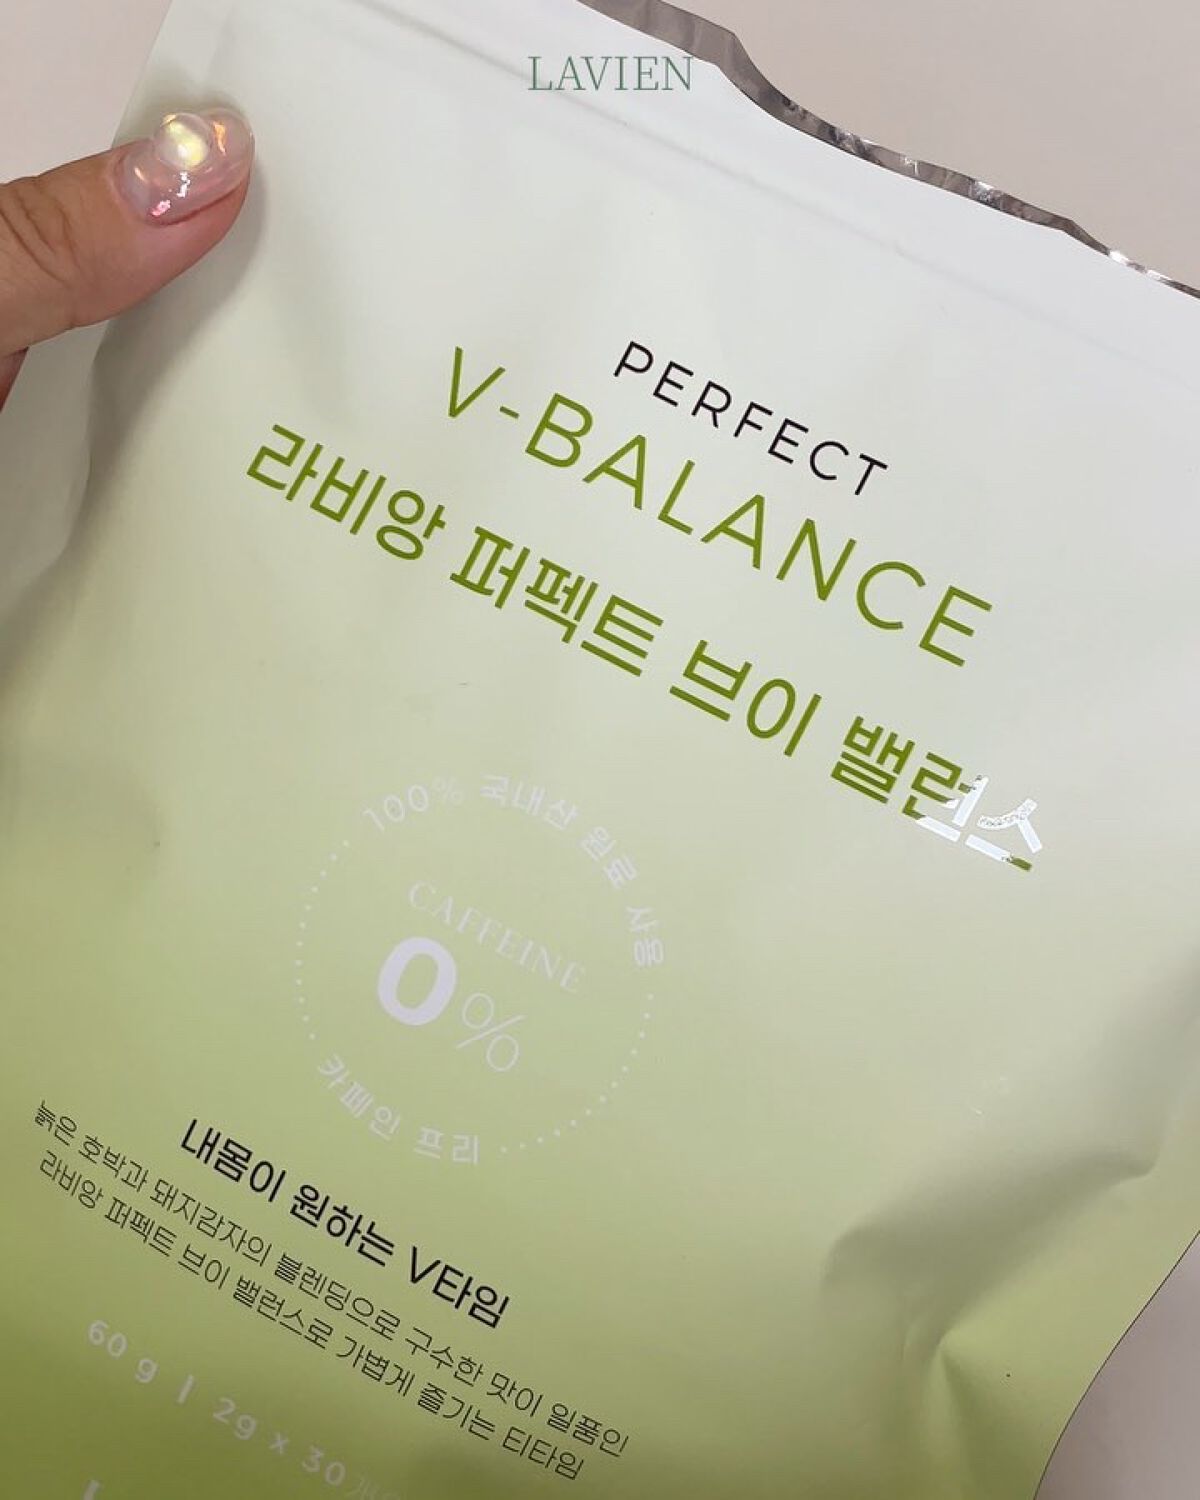 LAVIEN
PERFECT
V-BALANCE
라비앙 퍼펙트 브이 밸런스
100% 국내산 원료 사용
CAFFEINE
0%
카페인 프리
내몸이 원하는 V타임
늙은 호박과 돼지감자의 블렌딩으로 구수한 맛이 일품인
라비앙 퍼펙트 브이 밸런스로 가볍게 즐기는 티타임
60 g | 2g x 30